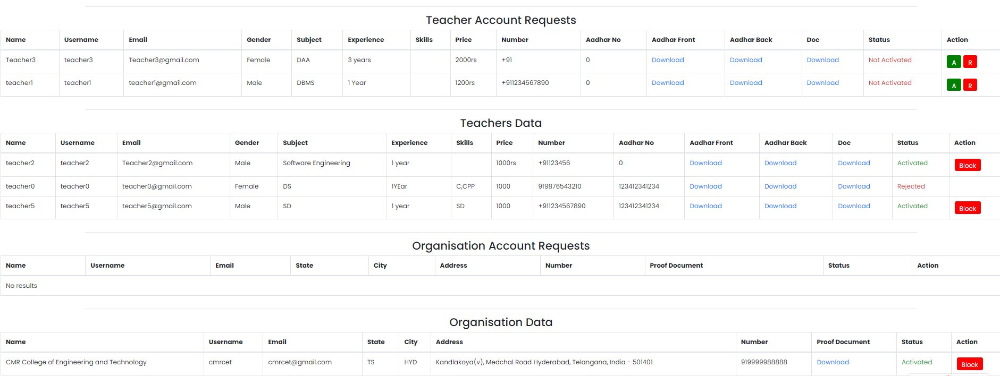 Teacher Account Requests
Name Username Email Gender Subject Experience Skills Price Number Aadhar No Aadhar Front Aadhar Back Doc Status Action
Teacher3 teacher3 Teacher3@gmail.com Female DAA 3 years 2000rs +91 0 Download Download Download Not Activated A R
teacher1 teacher1 teacher1@gmail.com Male DBMS 1 Year 1200rs +911234567890 0 Download Download Download Not Activated A R
Teachers Data
Name Username Email Gender Subject Experience Skills Price Number Aadhar No Aadhar Front Aadhar Back Doc Status Action
teacher2 teacher2 Teacher2@gmail.com Male Software Engineering 1 year 1000rs +91123456 0 Download Download Download Activated Block
teacher0 teacher0 teacher0@gmail.com Female DS 1YEar C,CPP 1000 919876543210 123412341234 Download Download Download Rejected
teacher5 teacher5 teacher5@gmail.com Male SD 1 year SD 1000 +911234567890 123412341234 Download Download Download Activated Block
Organisation Account Requests
Name Username Email State City Address Number Proof Document Status Action
No results
Organisation Data
Name Username Email State City Address Number Proof Document Status Action
CMR College of Engineering and Technology cmrcet cmrcet@gmail.com TS HYD Kandlakoya(v), Medchal Road Hyderabad, Telangana, India - 501401 919999988888 Download Activated Block